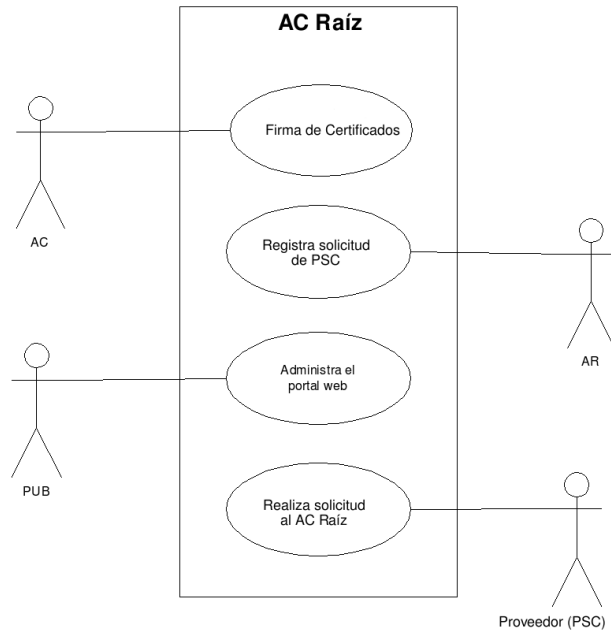 AC Raíz
Firma de Certificados
AC
Registra solicitud
de PSC
AR
Administra el
portal web
PUB
Realiza solicitud
al AC Raíz
Proveedor (PSC)